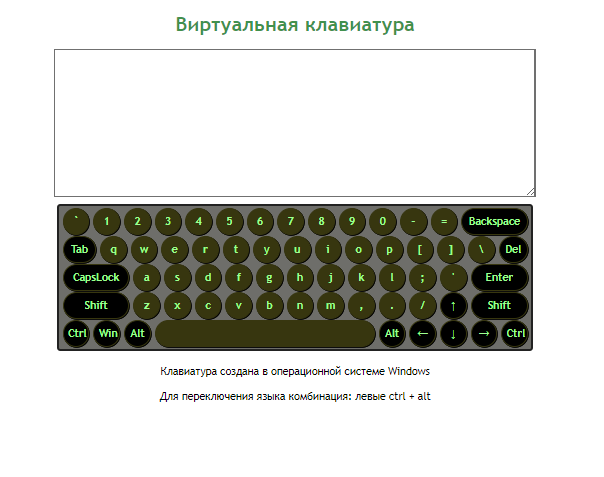 Виртуальная клавиатура
` 1 2 3 4 5 6 7 8 9 0 - = Backspace
Tab q w e r t y u i o p [ ] \ Del
CapsLock a s d f g h j k l ; ' Enter
Shift z x c v b n m , . / ↑ Shift
Ctrl Win Alt Alt ← ↓ → Ctrl
Клавиатура создана в операционной системе Windows
Для переключения языка комбинация: левые ctrl + alt